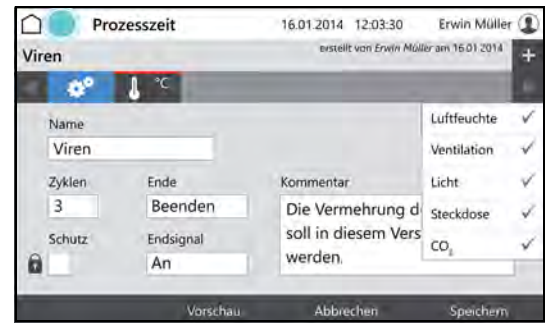 Prozesszeit 16.01.2014 12:03:30 Erwin Müller
Viren erstellt von Erwin Müller am 16.01.2014
+
°C
Name
Viren
Luftfeuchte ✓
Ventilation ✓
Licht ✓
Steckdose ✓
CO₂ ✓
Zyklen Ende Kommentar
3 Beenden Die Vermehrung d
soll in diesem Vers
werden.
Schutz Endsignal
An
Vorschau Abbrechen Speichern